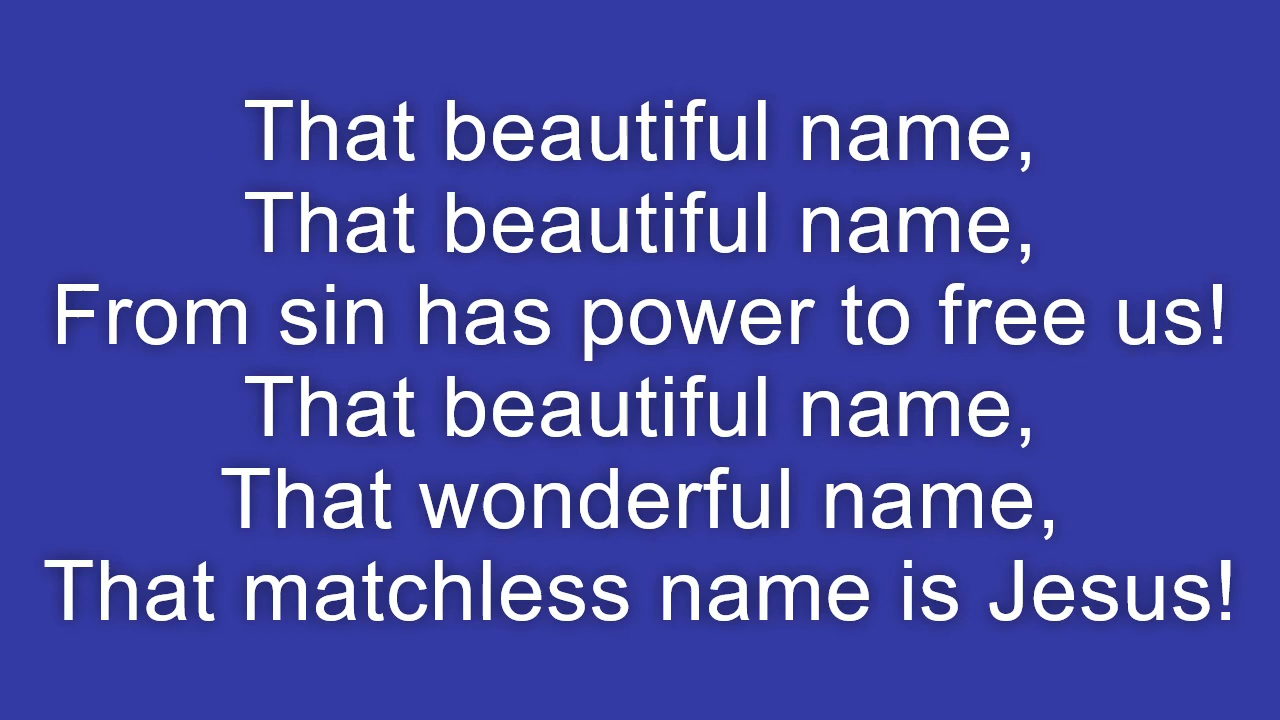 That beautiful name,
That beautiful name,
From sin has power to free us!
That beautiful name,
That wonderful name,
That matchless name is Jesus!